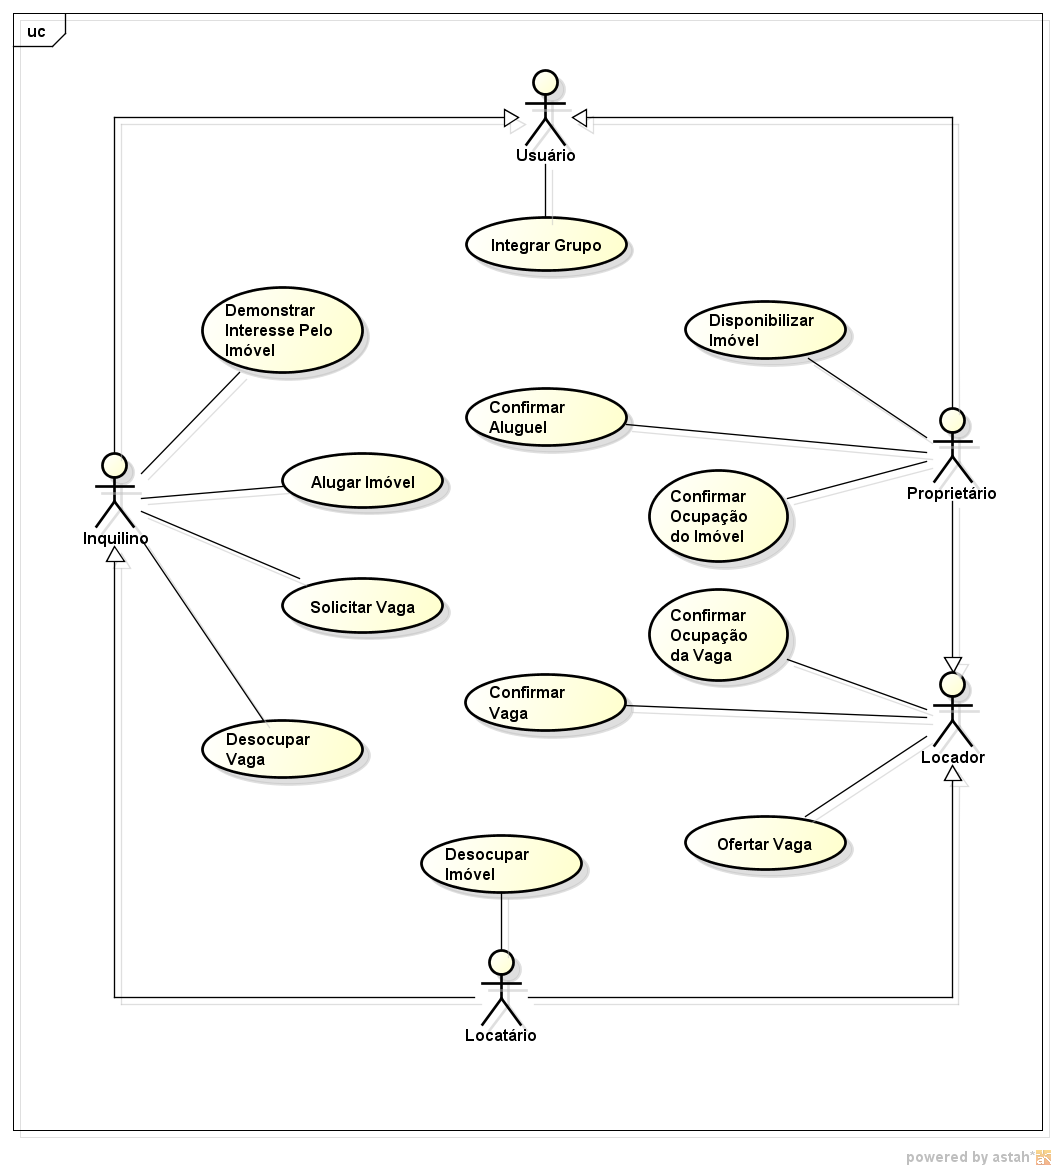 uc
Usuário
Integrar Grupo
Demonstrar
Interesse Pelo
Imóvel
Disponibilizar
Imóvel
Confirmar
Aluguel
Alugar Imóvel
Proprietário
Confirmar
Ocupação
do Imóvel
Inquilino
Solicitar Vaga
Confirmar
Ocupação
da Vaga
Confirmar
Vaga
Desocupar
Vaga
Locador
Ofertar Vaga
Desocupar
Imóvel
Locatário
powered by astah*